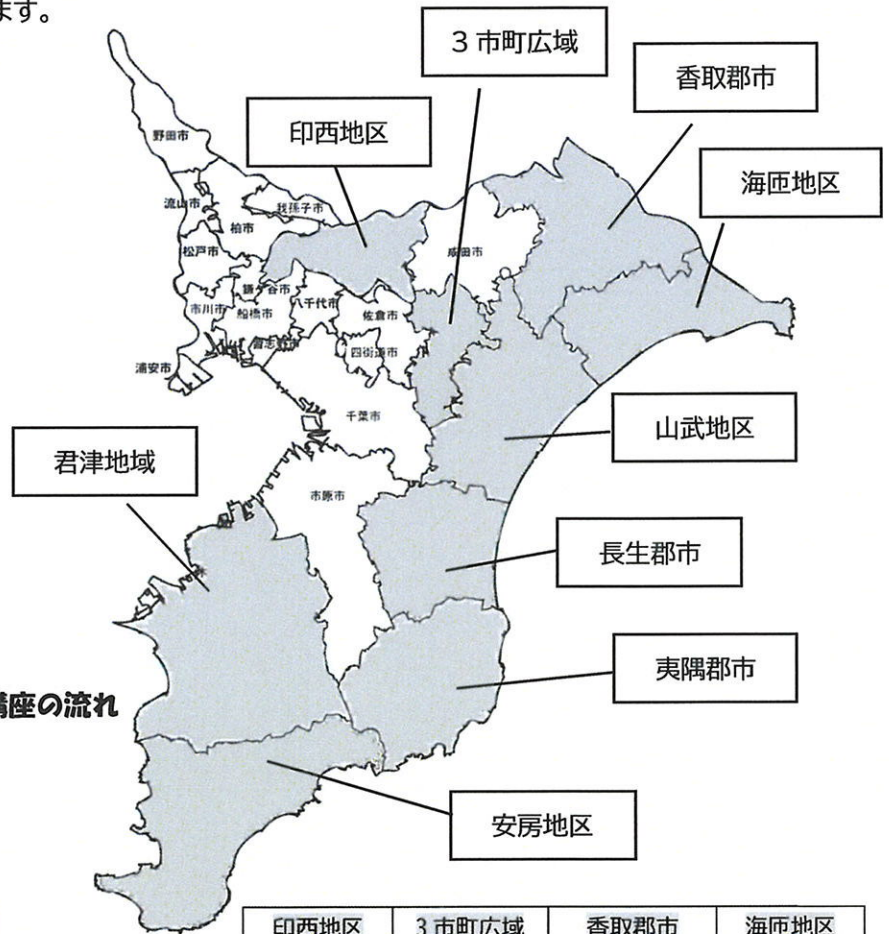 ます。
3市町広域
香取郡市
印西地区
海匝地区
野田市
流山市
我孫子市
柏市
松戸市
成田市
鎌ケ谷市
市川市
船橋市
八千代市
佐倉市
習志野市
四街道市
浦安市
千葉市
山武地区
君津地域
市原市
長生郡市
夷隅郡市
講座の流れ
安房地区
印西地区 3市町広域 香取郡市 海匝地区